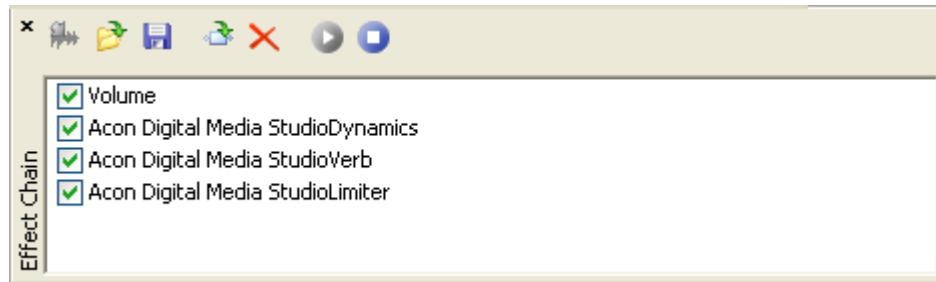 Effect Chain
Volume
Acon Digital Media StudioDynamics
Acon Digital Media StudioVerb
Acon Digital Media StudioLimiter